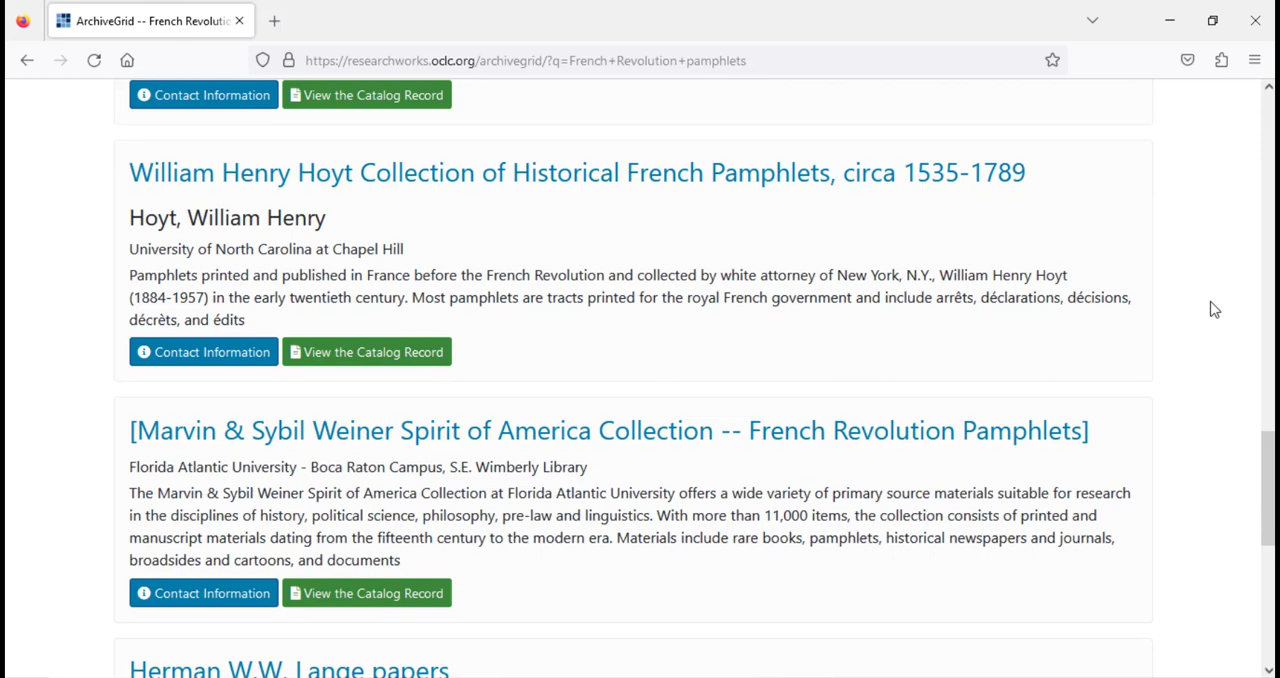 ArchiveGrid -- French Revolutio
https://researchworks.oclc.org/archivegrid/?q=French+Revolution+pamphlets
Contact Information View the Catalog Record
William Henry Hoyt Collection of Historical French Pamphlets, circa 1535-1789
Hoyt, William Henry
University of North Carolina at Chapel Hill
Pamphlets printed and published in France before the French Revolution and collected by white attorney of New York, N.Y., William Henry Hoyt
(1884-1957) in the early twentieth century. Most pamphlets are tracts printed for the royal French government and include arrêts, déclarations, décisions,
décrèts, and édits
Contact Information View the Catalog Record
[Marvin & Sybil Weiner Spirit of America Collection -- French Revolution Pamphlets]
Florida Atlantic University - Boca Raton Campus, S.E. Wimberly Library
The Marvin & Sybil Weiner Spirit of America Collection at Florida Atlantic University offers a wide variety of primary source materials suitable for research
in the disciplines of history, political science, philosophy, pre-law and linguistics. With more than 11,000 items, the collection consists of printed and
manuscript materials dating from the fifteenth century to the modern era. Materials include rare books, pamphlets, historical newspapers and journals,
broadsides and cartoons, and documents
Contact Information View the Catalog Record
Herman W.W. Lange papers